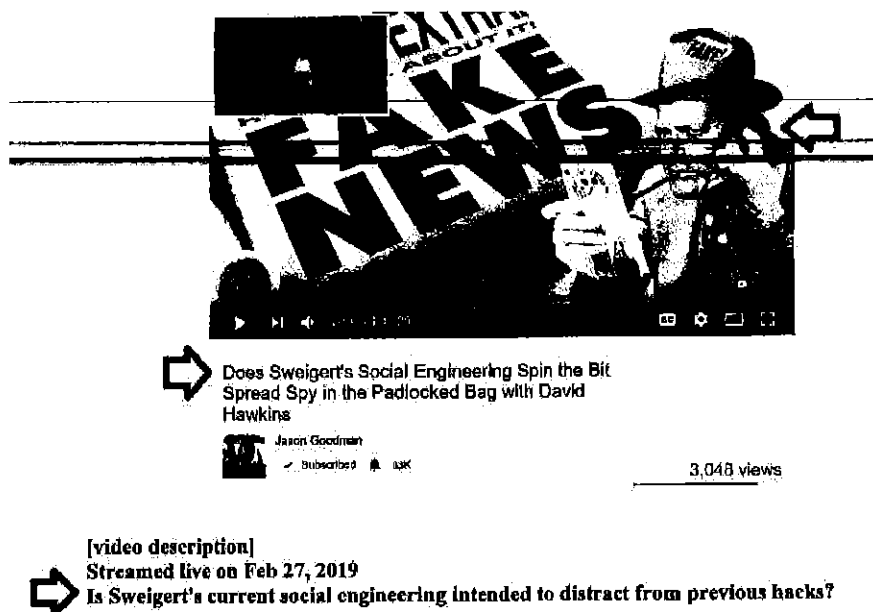 ABOUT IT!
FAKE
FAKE
NEWS
Does Sweigert's Social Engineering Spin the Bit
Spread Spy in the Padlocked Bag with David
Hawkins
Jason Goodman
Subscribed
3,048 views
[video description]
Streamed live on Feb 27, 2019
Is Sweigert's current social engineering intended to distract from previous hacks?